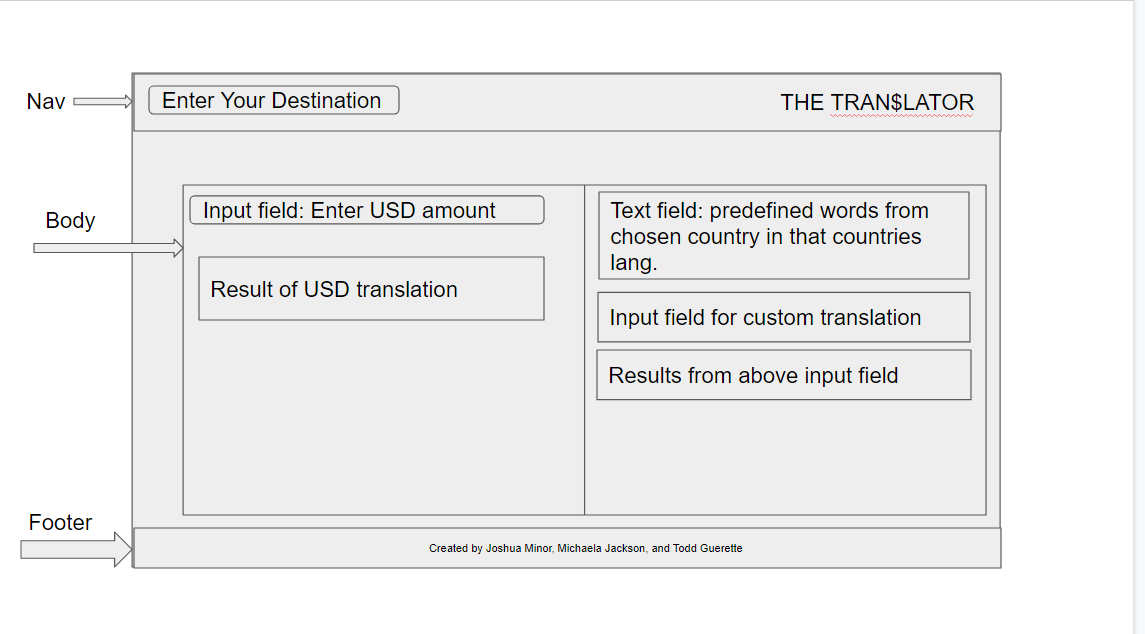 Nav
Enter Your Destination
THE TRAN$LATOR
Body
Input field: Enter USD amount
Result of USD translation
Text field: predefined words from
chosen country in that countries
lang.
Input field for custom translation
Results from above input field
Footer
Created by Joshua Minor, Michaela Jackson, and Todd Guerette